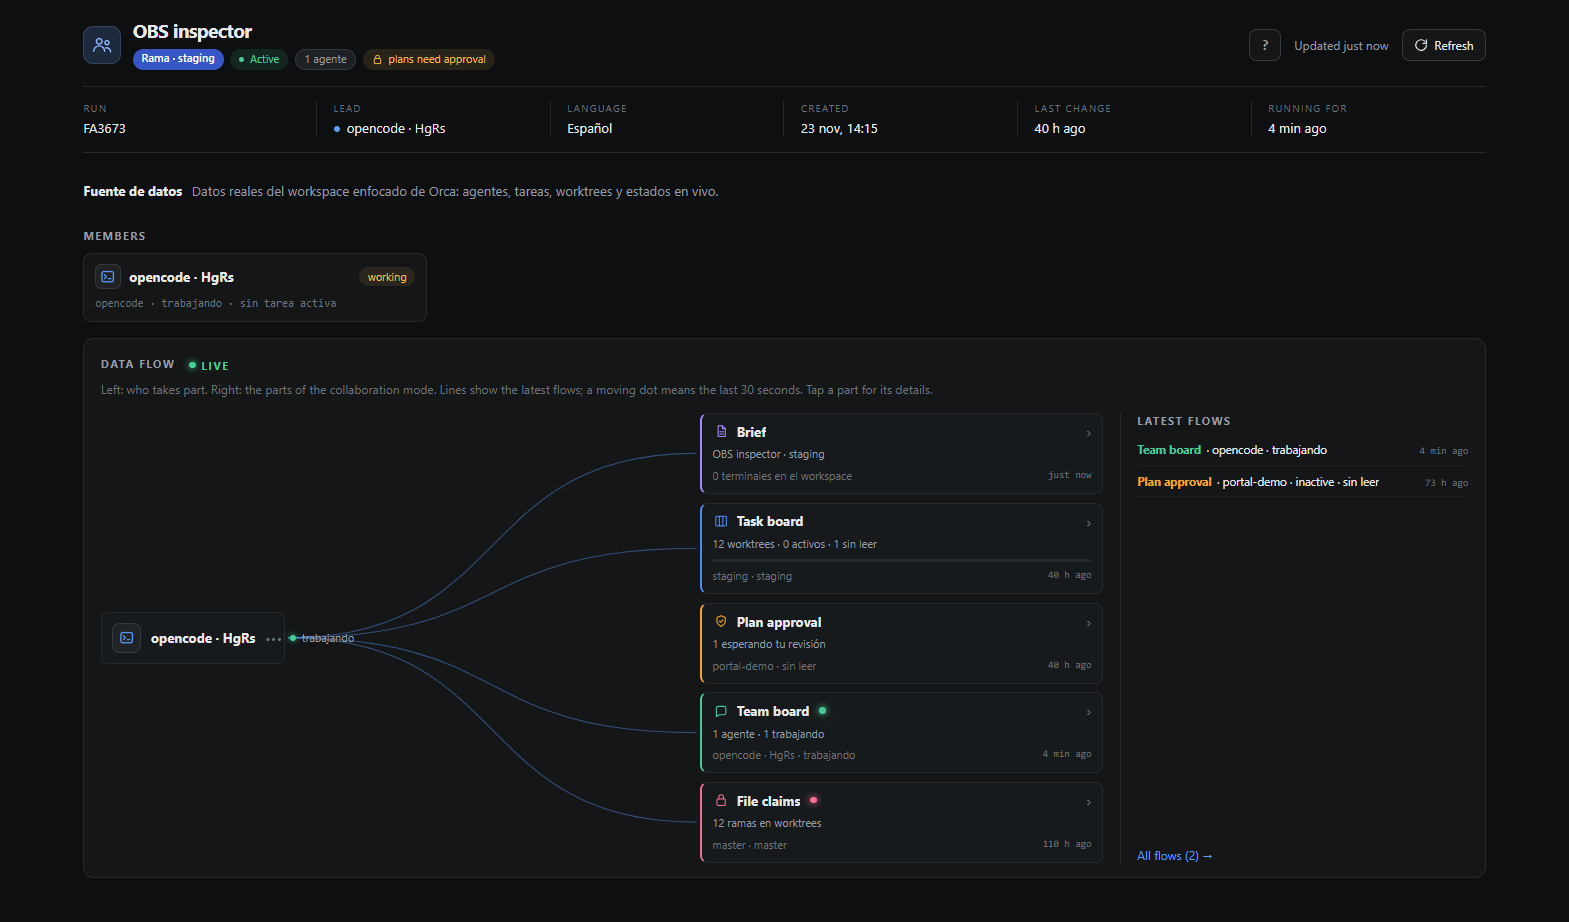 OBS inspector
Rama · staging
Active
1 agente
plans need approval
?
Updated just now
Refresh
RUN
FA3673
LEAD
opencode · HgRs
LANGUAGE
Español
CREATED
23 nov, 14:15
LAST CHANGE
40 h ago
RUNNING FOR
4 min ago
Fuente de datos Datos reales del workspace enfocado de Orca: agentes, tareas, worktrees y estados en vivo.
MEMBERS
opencode · HgRs
working
opencode · trabajando · sin tarea activa
DATA FLOW
LIVE
Left: who takes part. Right: the parts of the collaboration mode. Lines show the latest flows; a moving dot means the last 30 seconds. Tap a part for its details.
opencode · HgRs
trabajando
Brief
OBS inspector · staging
0 terminales en el workspace
just now
Task board
12 worktrees · 0 activos · 1 sin leer
staging · staging
40 h ago
Plan approval
1 esperando tu revisión
portal-demo · sin leer
40 h ago
Team board
1 agente · 1 trabajando
opencode · HgRs · trabajando
4 min ago
File claims
12 ramas en worktrees
master · master
110 h ago
LATEST FLOWS
Team board · opencode · trabajando
4 min ago
Plan approval · portal-demo · inactive · sin leer
73 h ago
All flows (2) →